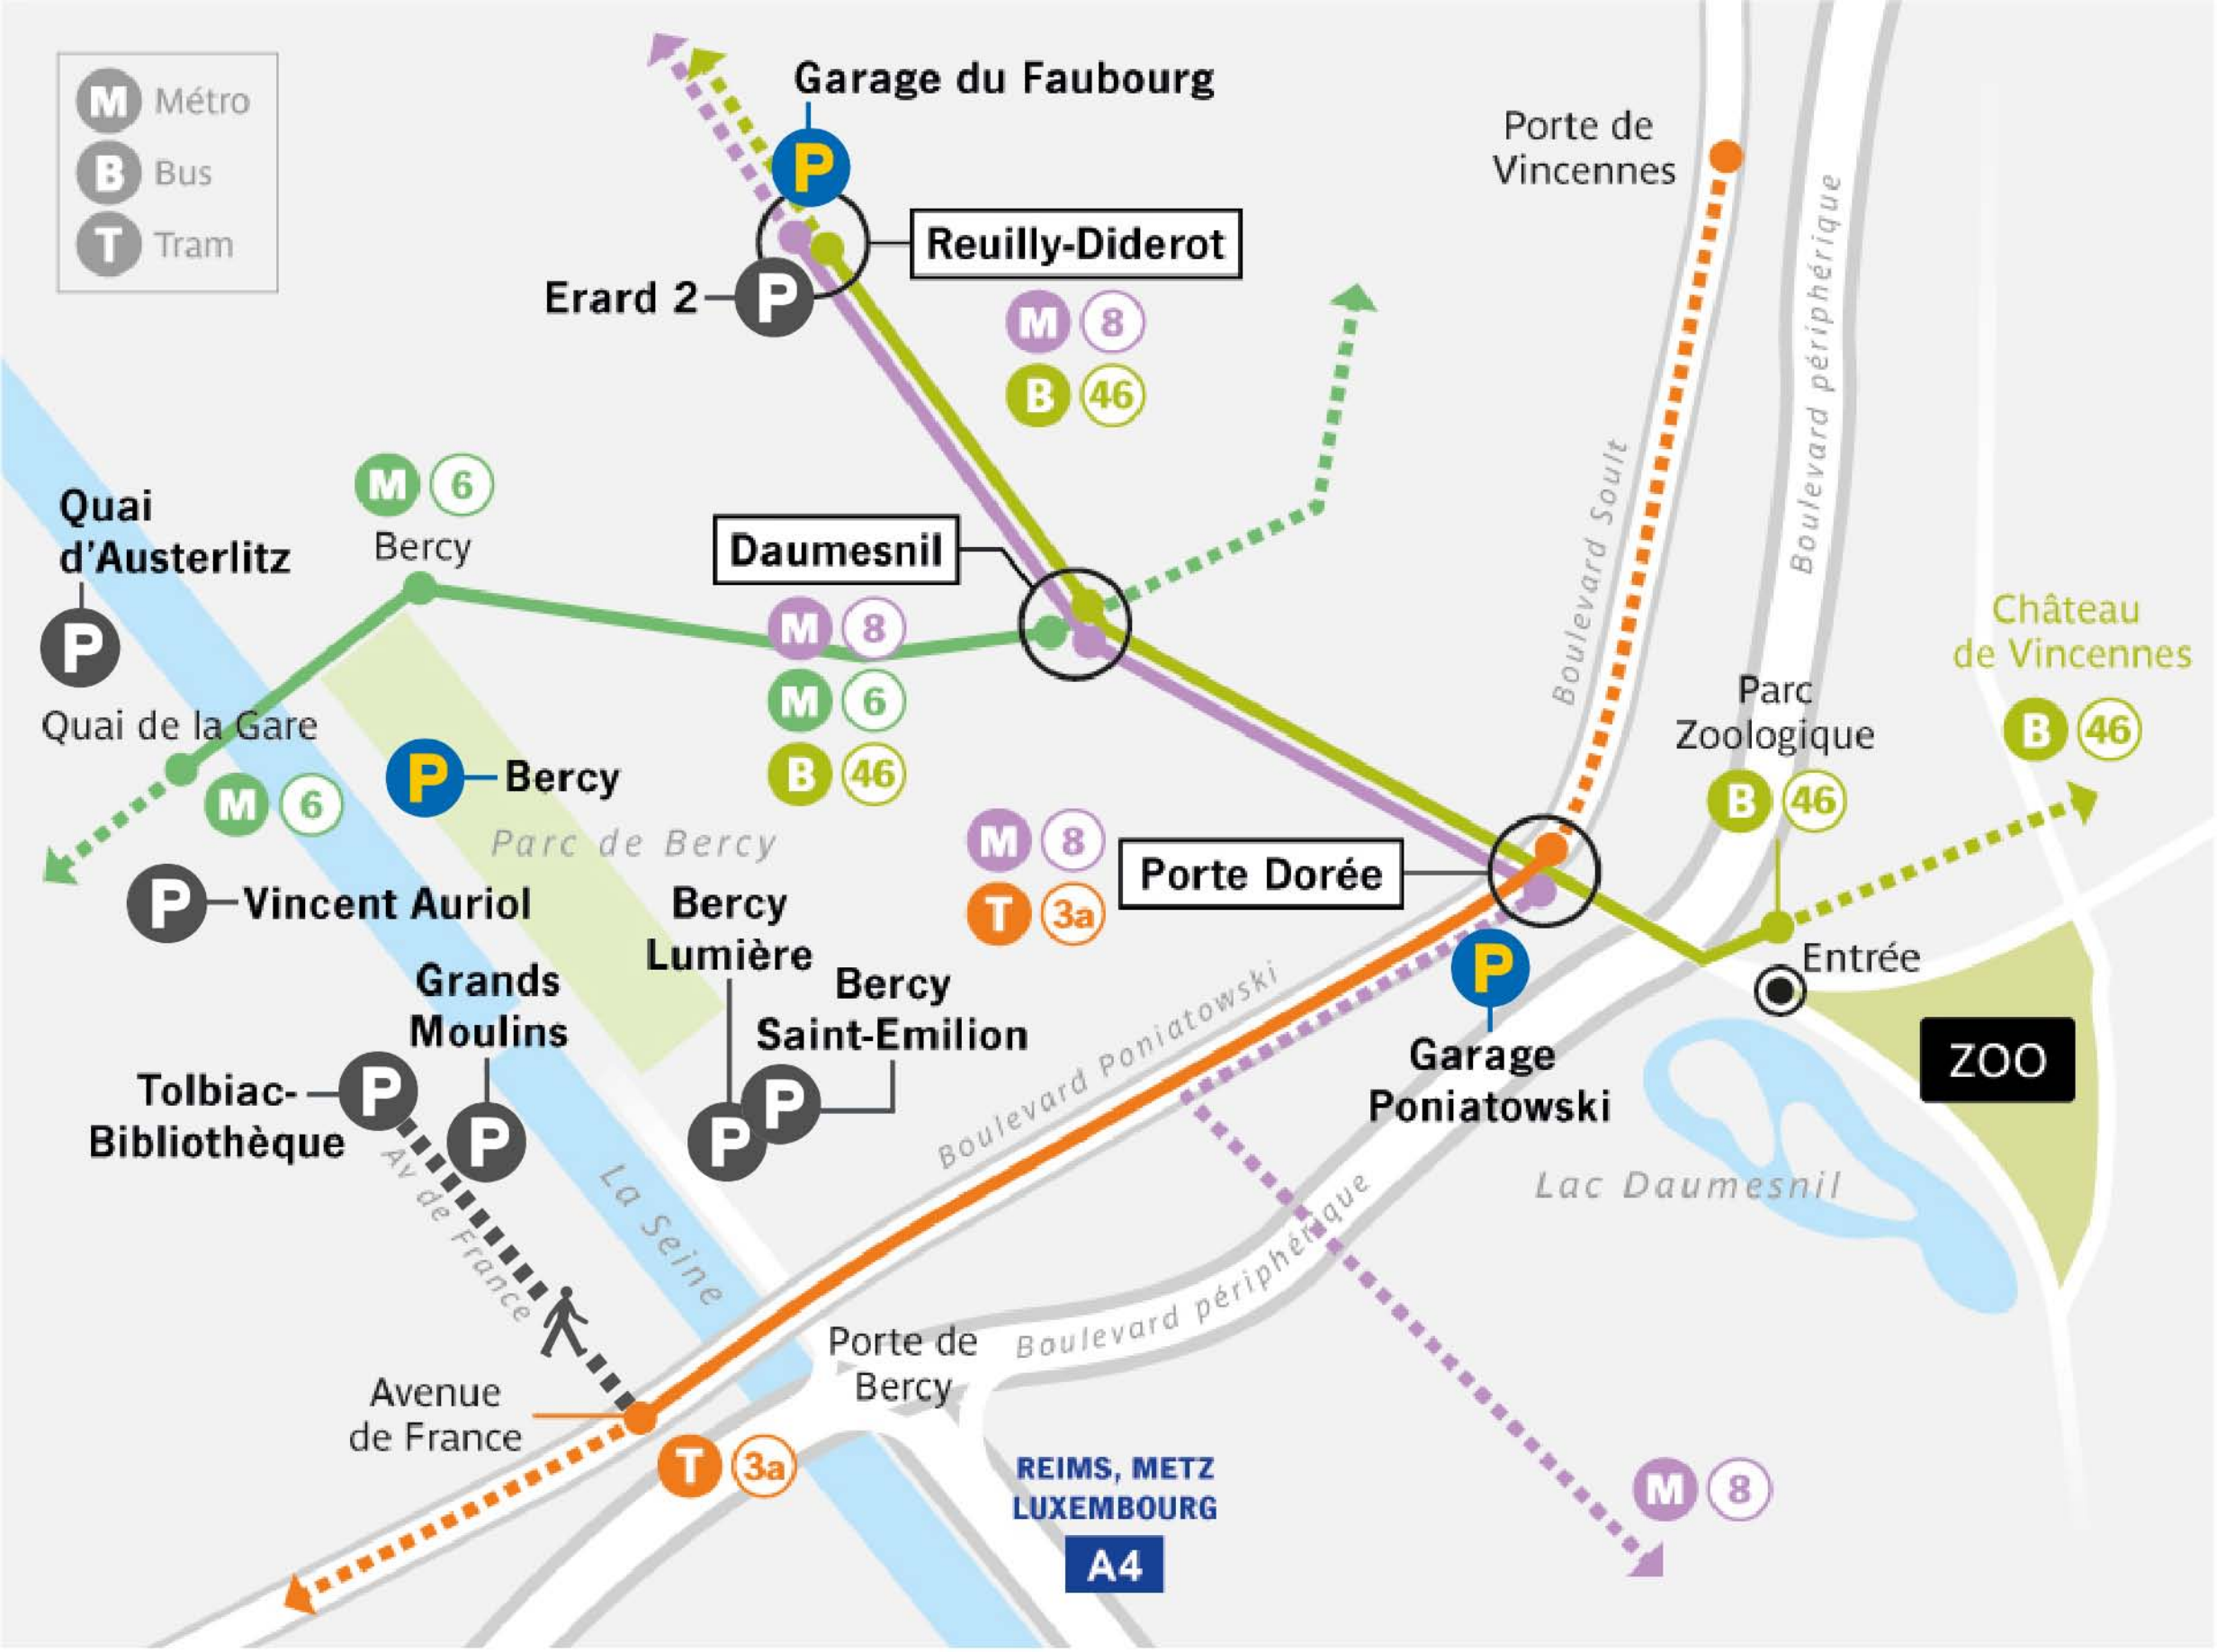 M Métro
B Bus
T Tram
Garage du Faubourg
P
Reuilly-Diderot
Erard 2
P
M 8
B 46
Porte de
Vincennes
Boulevard périphérique
Boulevard Soult
Quai
d'Austerlitz
P
M 6
Bercy
Daumesnil
M 8
M 6
B 46
Quai de la Gare
M 6
P
Bercy
Parc de Bercy
Château
de Vincennes
B 46
Parc
Zoologique
B 46
M 8
T 3a
Porte Dorée
P
Vincent Auriol
Bercy
Lumière
Bercy
Saint-Emilion
P
P
Grands
Moulins
P
Tolbiac-
Bibliothèque
P
Av de France
La Seine
Boulevard Poniatowski
P
Garage
Poniatowski
Entrée
ZOO
Lac Daumesnil
Boulevard périphérique
Porte de
Bercy
Avenue
de France
T 3a
REIMS, METZ
LUXEMBOURG
A4
M 8